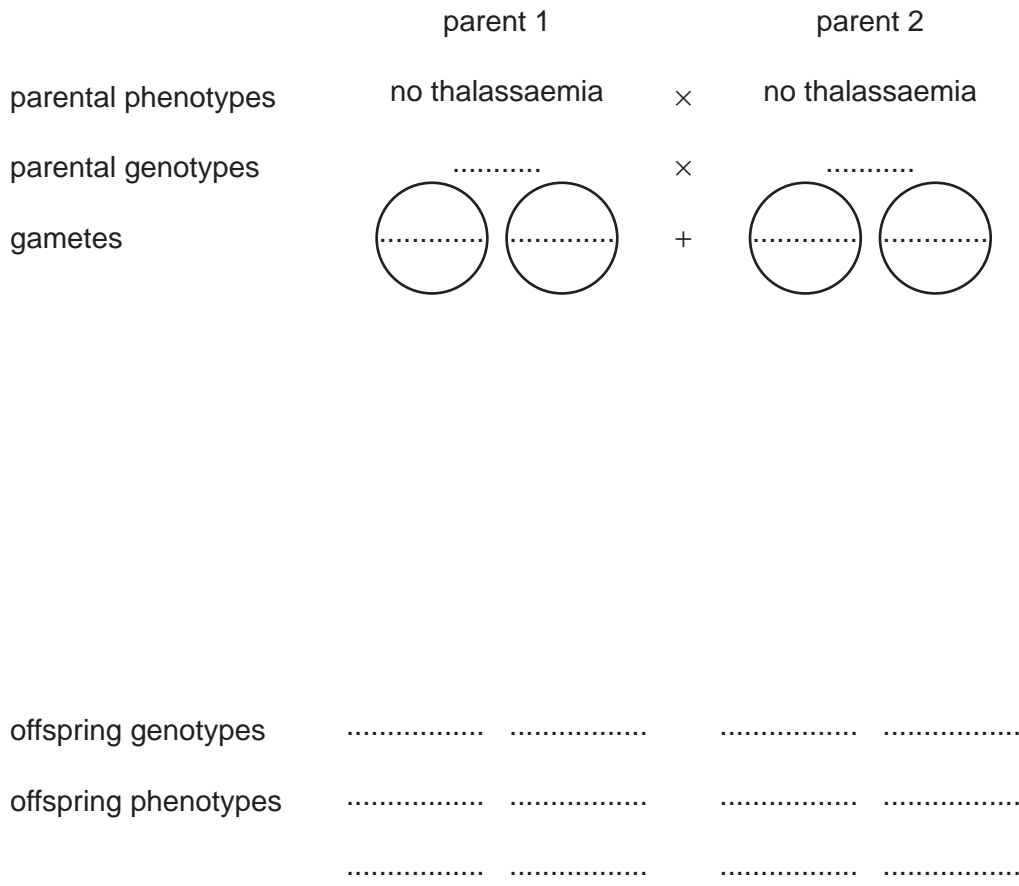 parent 1 parent 2
parental phenotypes no thalassaemia × no thalassaemia
parental genotypes ........... × ...........
gametes ............. ............. + ............. .............
offspring genotypes ................. ................. ................. .................
offspring phenotypes ................. ................. ................. .................
................. ................. ................. .................